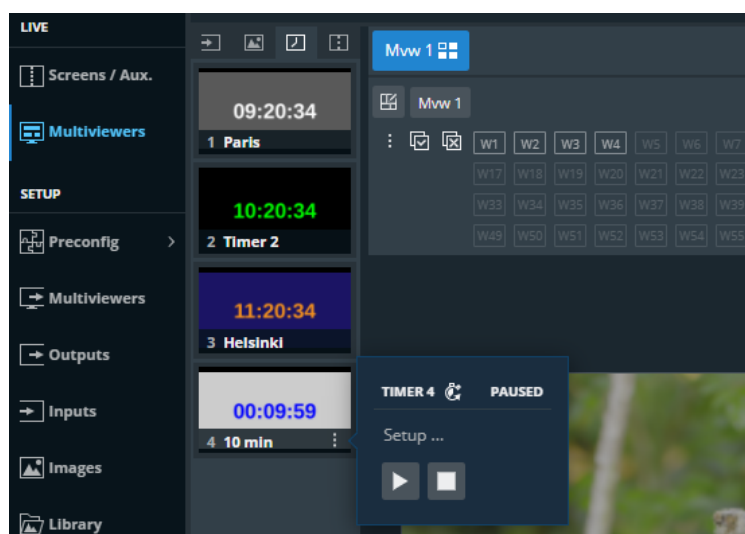 LIVE
Screens / Aux.
Multiviewers
SETUP
Preconfig
Multiviewers
Outputs
Inputs
Images
Library
09:20:34
1 Paris
10:20:34
2 Timer 2
11:20:34
3 Helsinki
00:09:59
4 10 min
Mvw 1
Mvw 1
W1 W2 W3 W4 W5 W6 W7
W17 W18 W19 W20 W21 W22 W23
W33 W34 W35 W36 W37 W38 W39
W49 W50 W51 W52 W53 W54 W55
TIMER 4 PAUSED
Setup ...